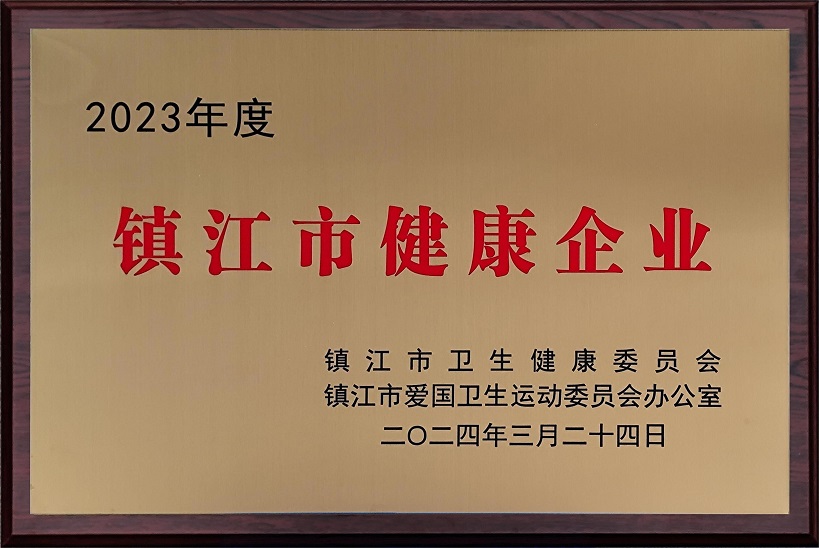 2023年度
镇江市健康企业
镇江市卫生健康委员会
镇江市爱国卫生运动委员会办公室
二〇二四年三月二十四日